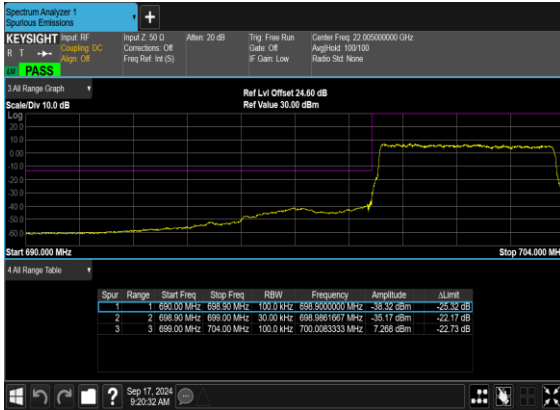 Spectrum Analyzer 1
Spurious Emissions
KEYSIGHT Input: RF Input Z: 50 Ω Atten: 20 dB Trig: Free Run Center Freq: 22.005000000 GHz
R T Coupling: DC Corrections: Off Gate: Off Avg|Hold: 100/100
Align: Off Freq Ref: Int (S) IF Gain: Low Radio Std: None
PASS
3 All Range Graph
Ref Lvl Offset 24.60 dB
Scale/Div 10.0 dB Ref Value 30.00 dBm
Log
20.0
10.0
0.00
-10.0
-20.0
-30.0
-40.0
-50.0
-60.0
Start 690.000 MHz Stop 704.000 MH
4 All Range Table
Spur Range Start Freq Stop Freq RBW Frequency Amplitude ΔLimit
1 1 690.00 MHz 698.90 MHz 100.0 kHz 698.9000000 MHz -38.32 dBm -25.32 dB
2 2 698.90 MHz 699.00 MHz 30.00 kHz 698.9861667 MHz -35.17 dBm -22.17 dB
3 3 699.00 MHz 704.00 MHz 100.0 kHz 700.0083333 MHz 7.268 dBm -22.73 dB
Sep 17, 2024
9:20:32 AM